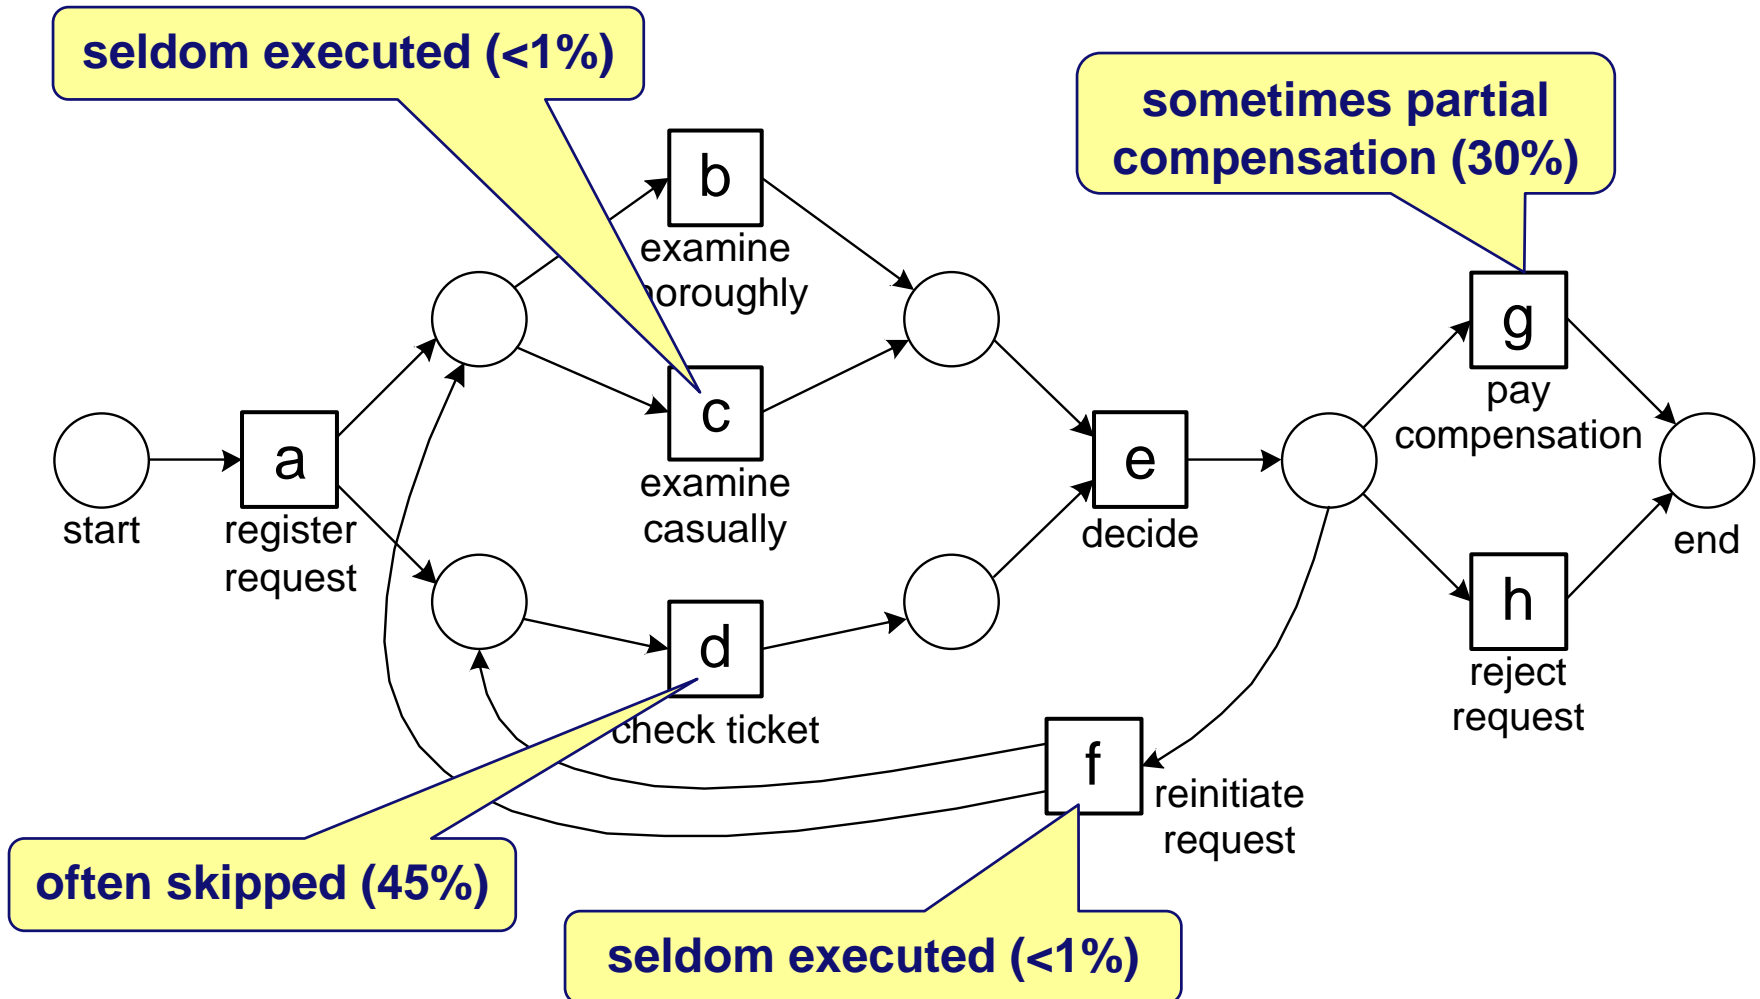 seldom executed (<1%)
sometimes partial
compensation (30%)
b
examine
oroughly
g
pay
compensation
c
examine
casually
start
a
register
request
e
decide
end
d
check ticket
h
reject
request
f
reinitiate
request
often skipped (45%)
seldom executed (<1%)